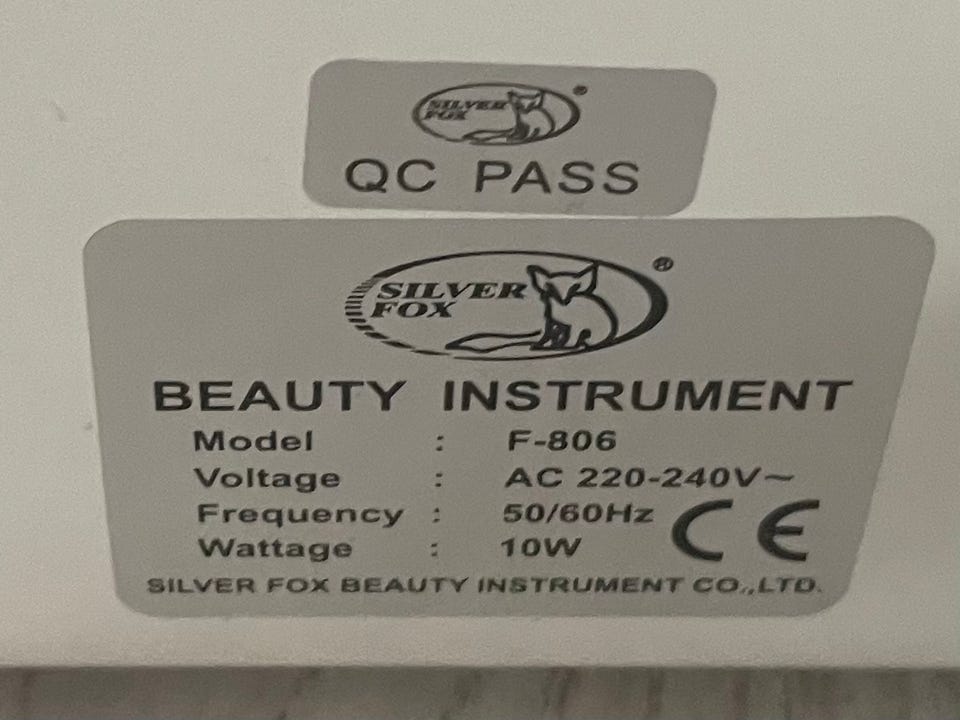 SILVER
FOX
®
QC PASS
SILVER
FOX
®
BEAUTY INSTRUMENT
Model : F-806
Voltage : AC 220-240V~
Frequency : 50/60Hz
Wattage : 10W
CE
SILVER FOX BEAUTY INSTRUMENT CO.,LTD.